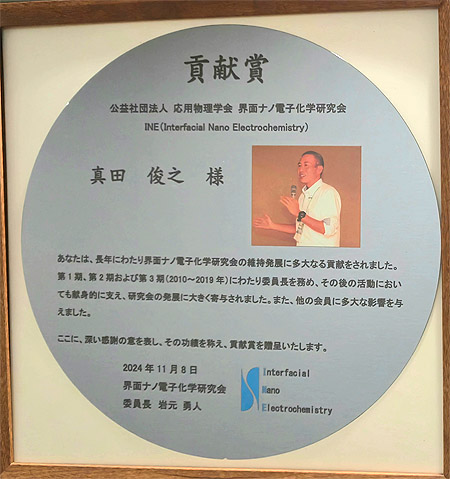 貢献賞
公益社団法人 応用物理学会 界面ナノ電子化学研究会
INE(Interfacial Nano Electrochemistry)
真田 俊之 様
あなたは、長年にわたり界面ナノ電子化学研究会の維持発展に多大なる貢献をされました。
第1期、第2期および第3期(2010～2019年)にわたり委員長を務め、その後の活動におい
ても献身的に支え、研究会の発展に大きく寄与されました。また、他の会員に多大な影響を与
えました。
ここに、深い感謝の意を表し、その功績を称え、貢献賞を贈呈いたします。
2024年11月8日
界面ナノ電子化学研究会
委員長 岩元 勇人
Interfacial
Nano
Electrochemistry